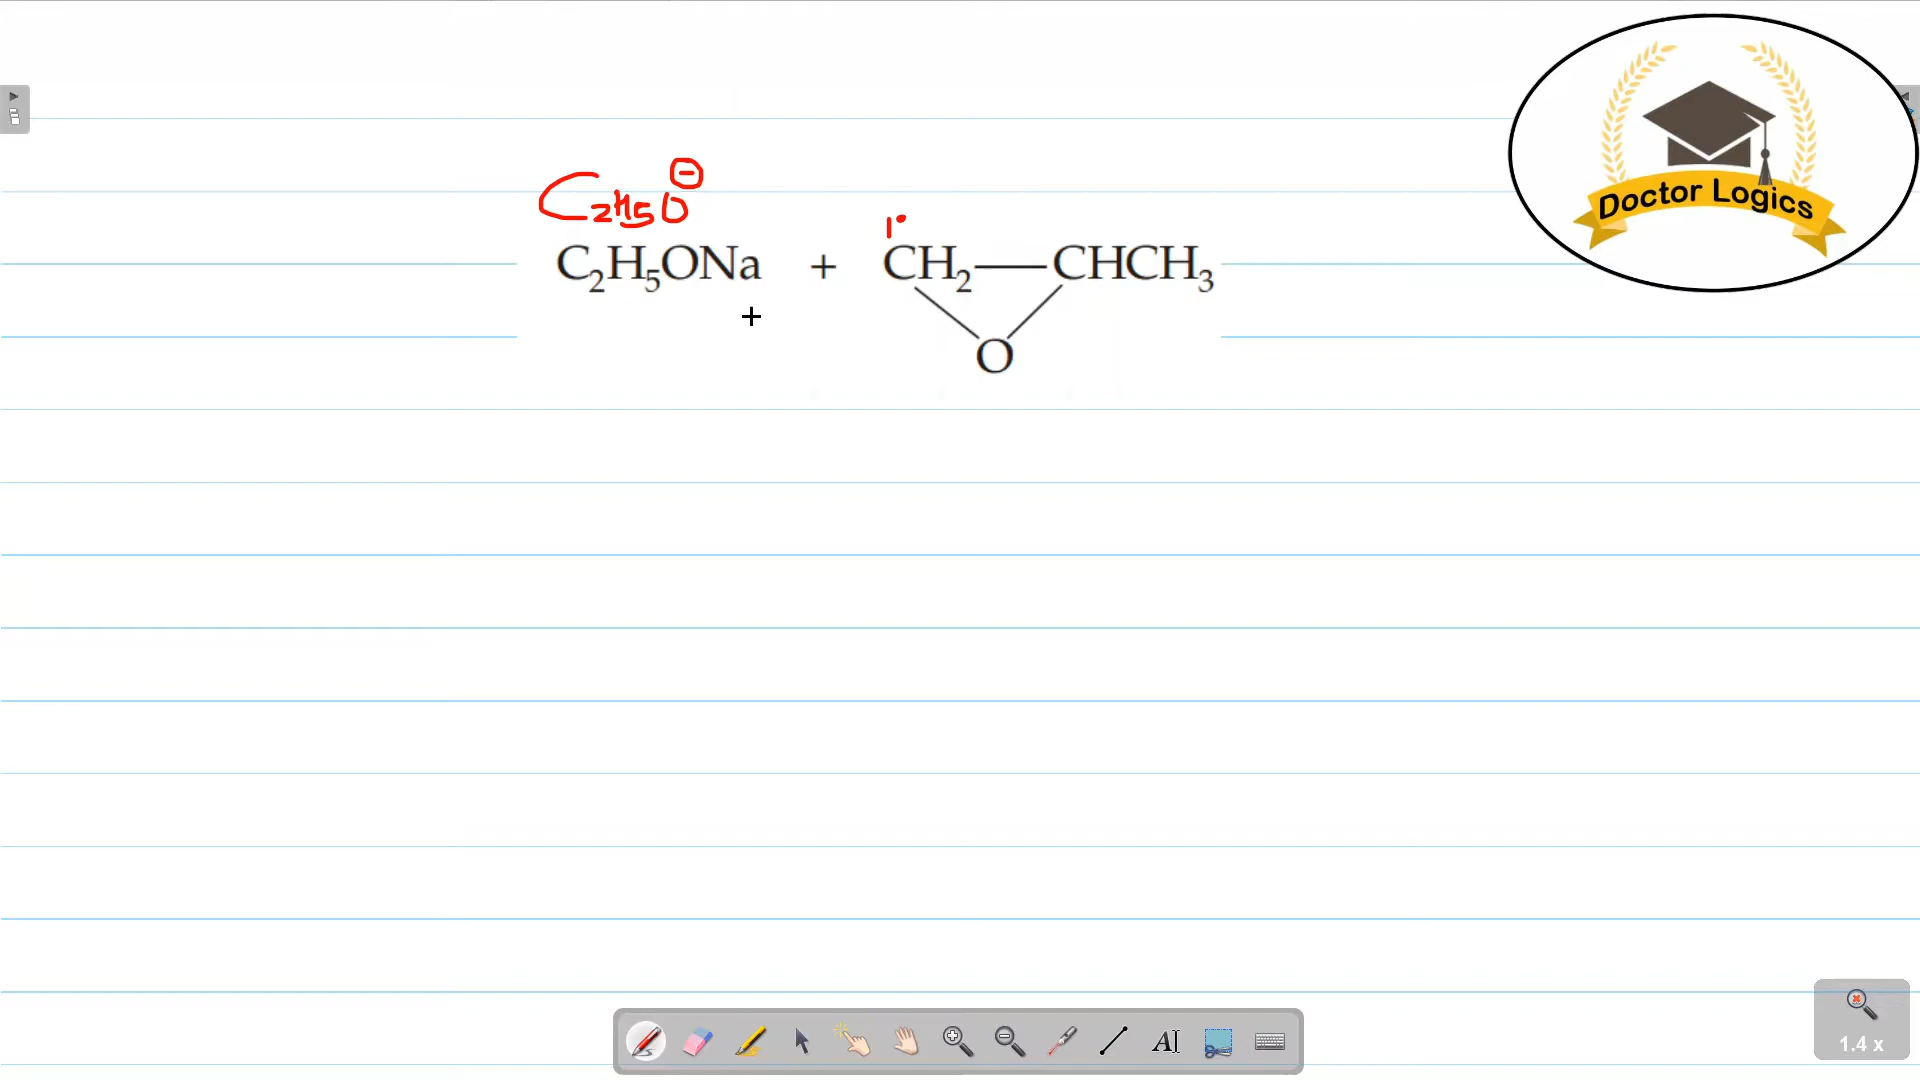 C₂H₅O⊖
1°
C₂H₅ONa + CH₂—CHCH₃
O
+
Doctor Logics
A
1.4 x